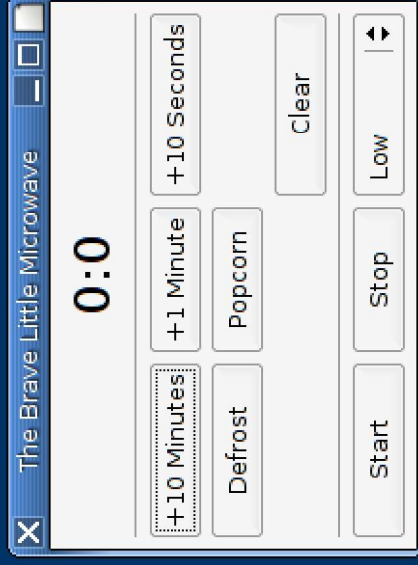 The Brave Little Microwave
0:0
+10 Minutes +1 Minute +10 Seconds
Defrost Popcorn
Clear
Start Stop Low